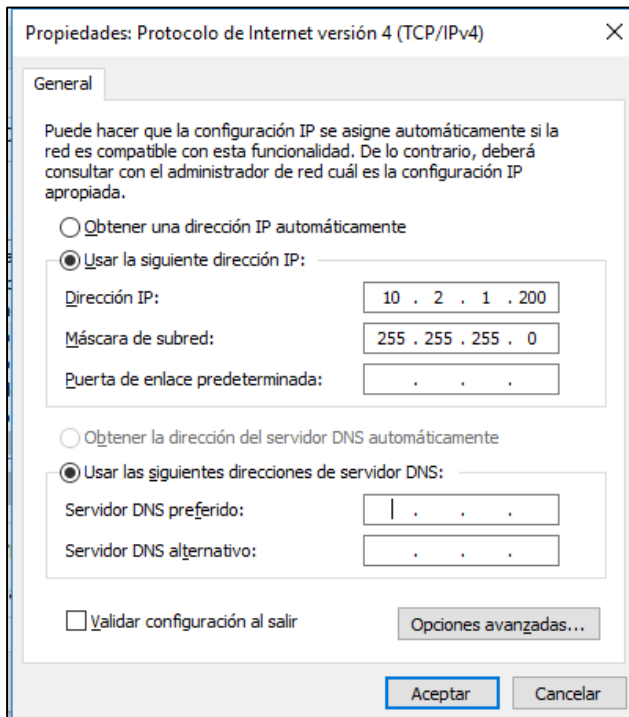 Propiedades: Protocolo de Internet versión 4 (TCP/IPv4)
General
Puede hacer que la configuración IP se asigne automáticamente si la
red es compatible con esta funcionalidad. De lo contrario, deberá
consultar con el administrador de red cuál es la configuración IP
apropiada.
Obtener una dirección IP automáticamente
Usar la siguiente dirección IP:
Dirección IP: 10 . 2 . 1 . 200
Máscara de subred: 255 . 255 . 255 . 0
Puerta de enlace predeterminada: . . .
Obtener la dirección del servidor DNS automáticamente
Usar las siguientes direcciones de servidor DNS:
Servidor DNS preferido: . . .
Servidor DNS alternativo: . . .
Validar configuración al salir Opciones avanzadas...
Aceptar Cancelar